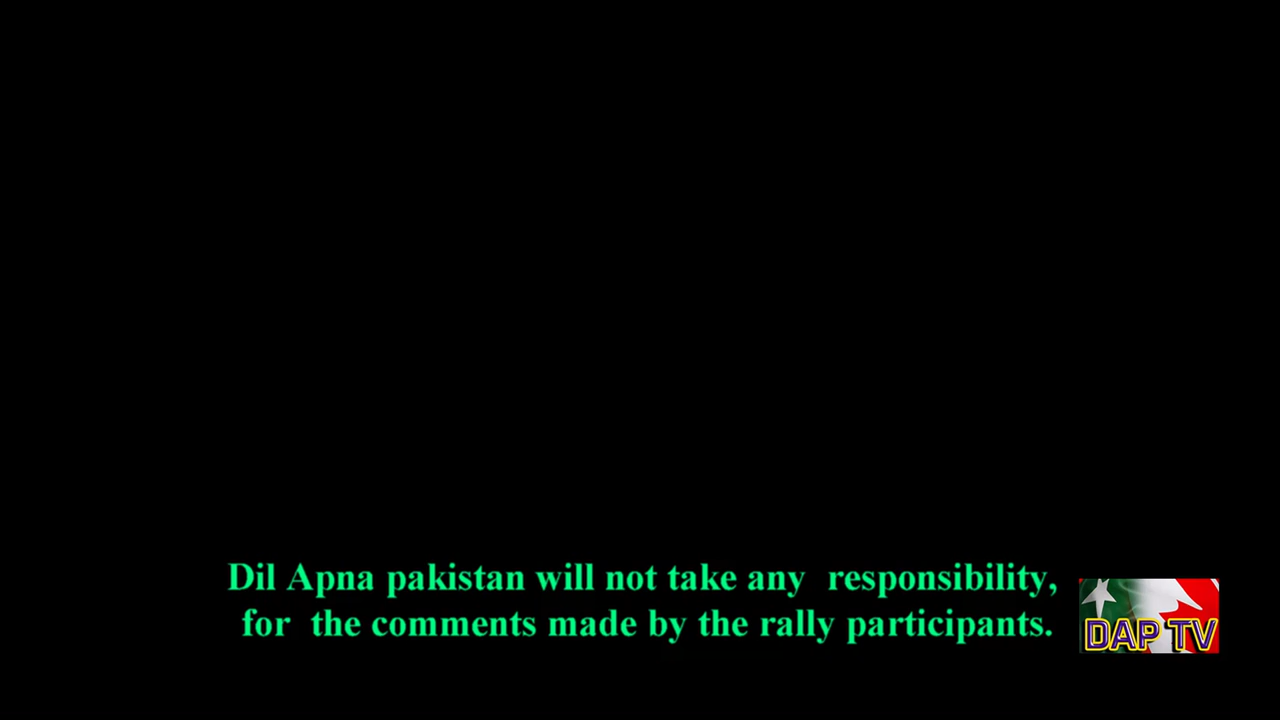 Dil Apna pakistan will not take any  responsibility,
for  the comments made by the rally participants.
DAP TV